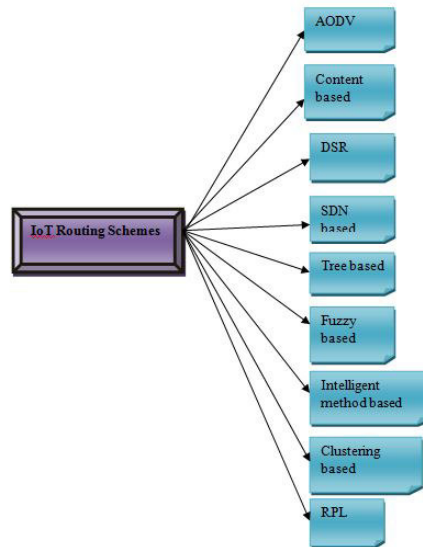 AODV
Content
based
DSR
IoT Routing Schemes
SDN
based
Tree based
Fuzzy
based
Intelligent
method based
Clustering
based
RPL